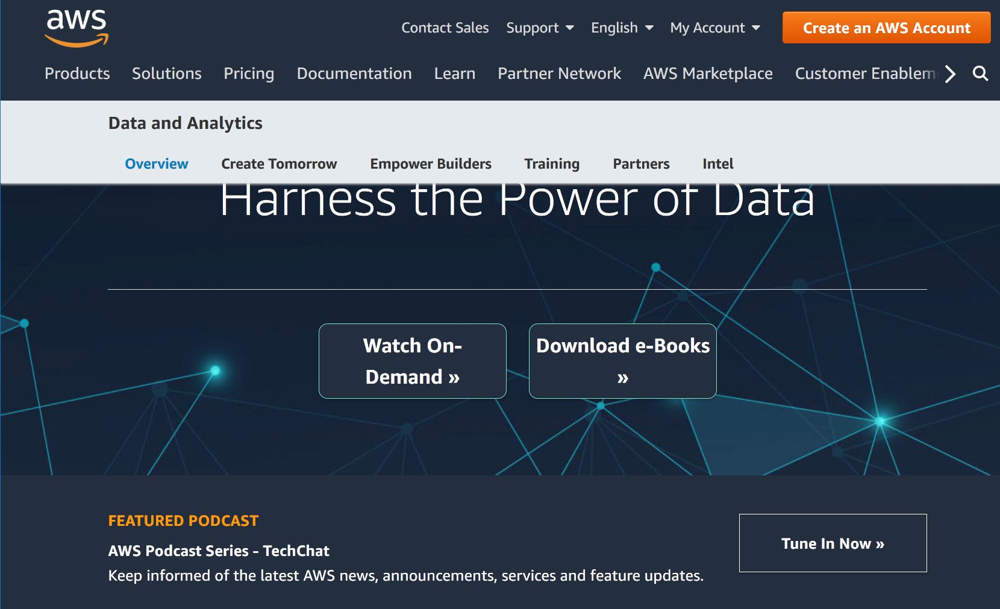 aws
Contact Sales Support English My Account Create an AWS Account
Products Solutions Pricing Documentation Learn Partner Network AWS Marketplace Customer Enablem
Data and Analytics
Overview Create Tomorrow Empower Builders Training Partners Intel
Harness the Power of Data
Watch On-
Demand »
Download e-Books
»
FEATURED PODCAST
AWS Podcast Series - TechChat
Keep informed of the latest AWS news, announcements, services and feature updates.
Tune In Now »